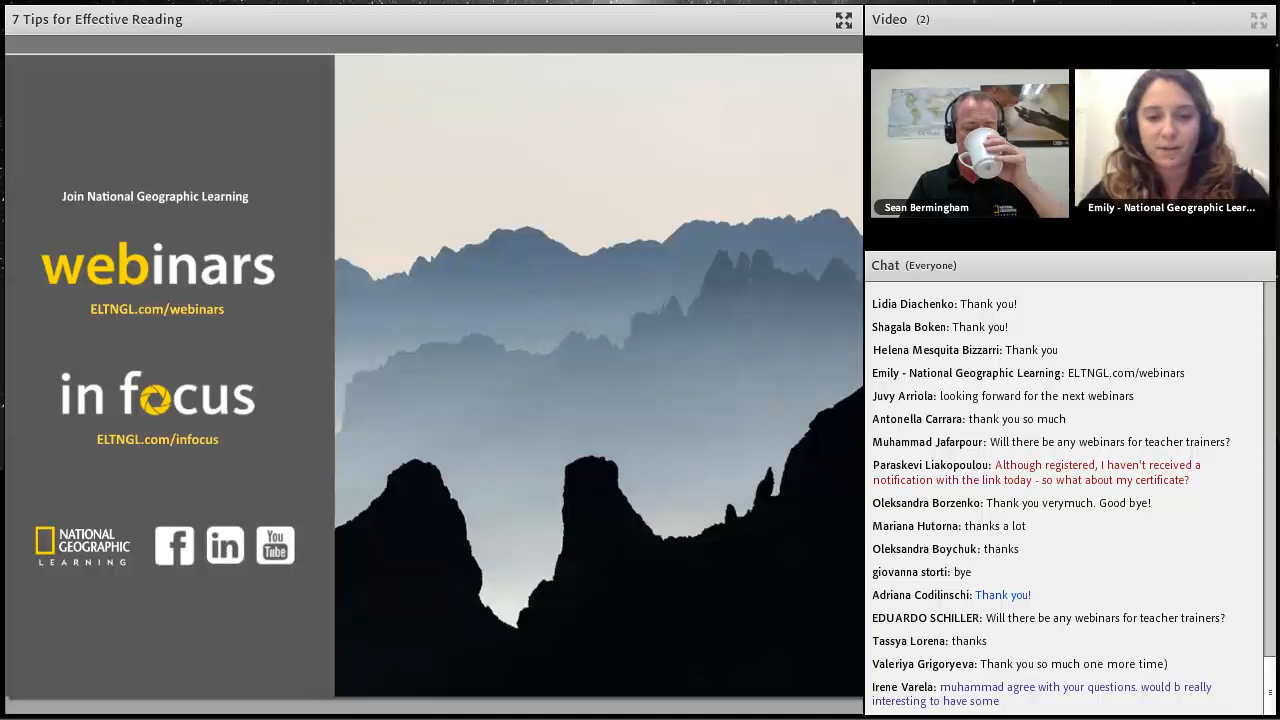 7 Tips for Effective Reading
Join National Geographic Learning
webinars
ELTNGL.com/webinars
in focus
ELTNGL.com/infocus
NATIONAL
GEOGRAPHIC
LEARNING
f
in
You
Tube
Video (2)
Sean Bermingham
Emily - National Geographic Lear...
Chat (Everyone)
Lidia Diachenko: Thank you!
Shagala Boken: Thank you!
Helena Mesquita Bizzarri: Thank you
Emily - National Geographic Learning: ELTNGL.com/webinars
Juvy Arriola: looking forward for the next webinars
Antonella Carrara: thank you so much
Muhammad Jafarpour: Will there be any webinars for teacher trainers?
Paraskevi Liakopoulou: Although registered, I haven't received a
notification with the link today - so what about my certificate?
Oleksandra Borzenko: Thank you verymuch. Good bye!
Mariana Hutorna: thanks a lot
Oleksandra Boychuk: thanks
giovanna storti: bye
Adriana Codilinschi: Thank you!
EDUARDO SCHILLER: Will there be any webinars for teacher trainers?
Tassya Lorena: thanks
Valeriya Grigoryeva: Thank you so much one more time)
Irene Varela: muhammad agree with your questions. would b really
interesting to have some